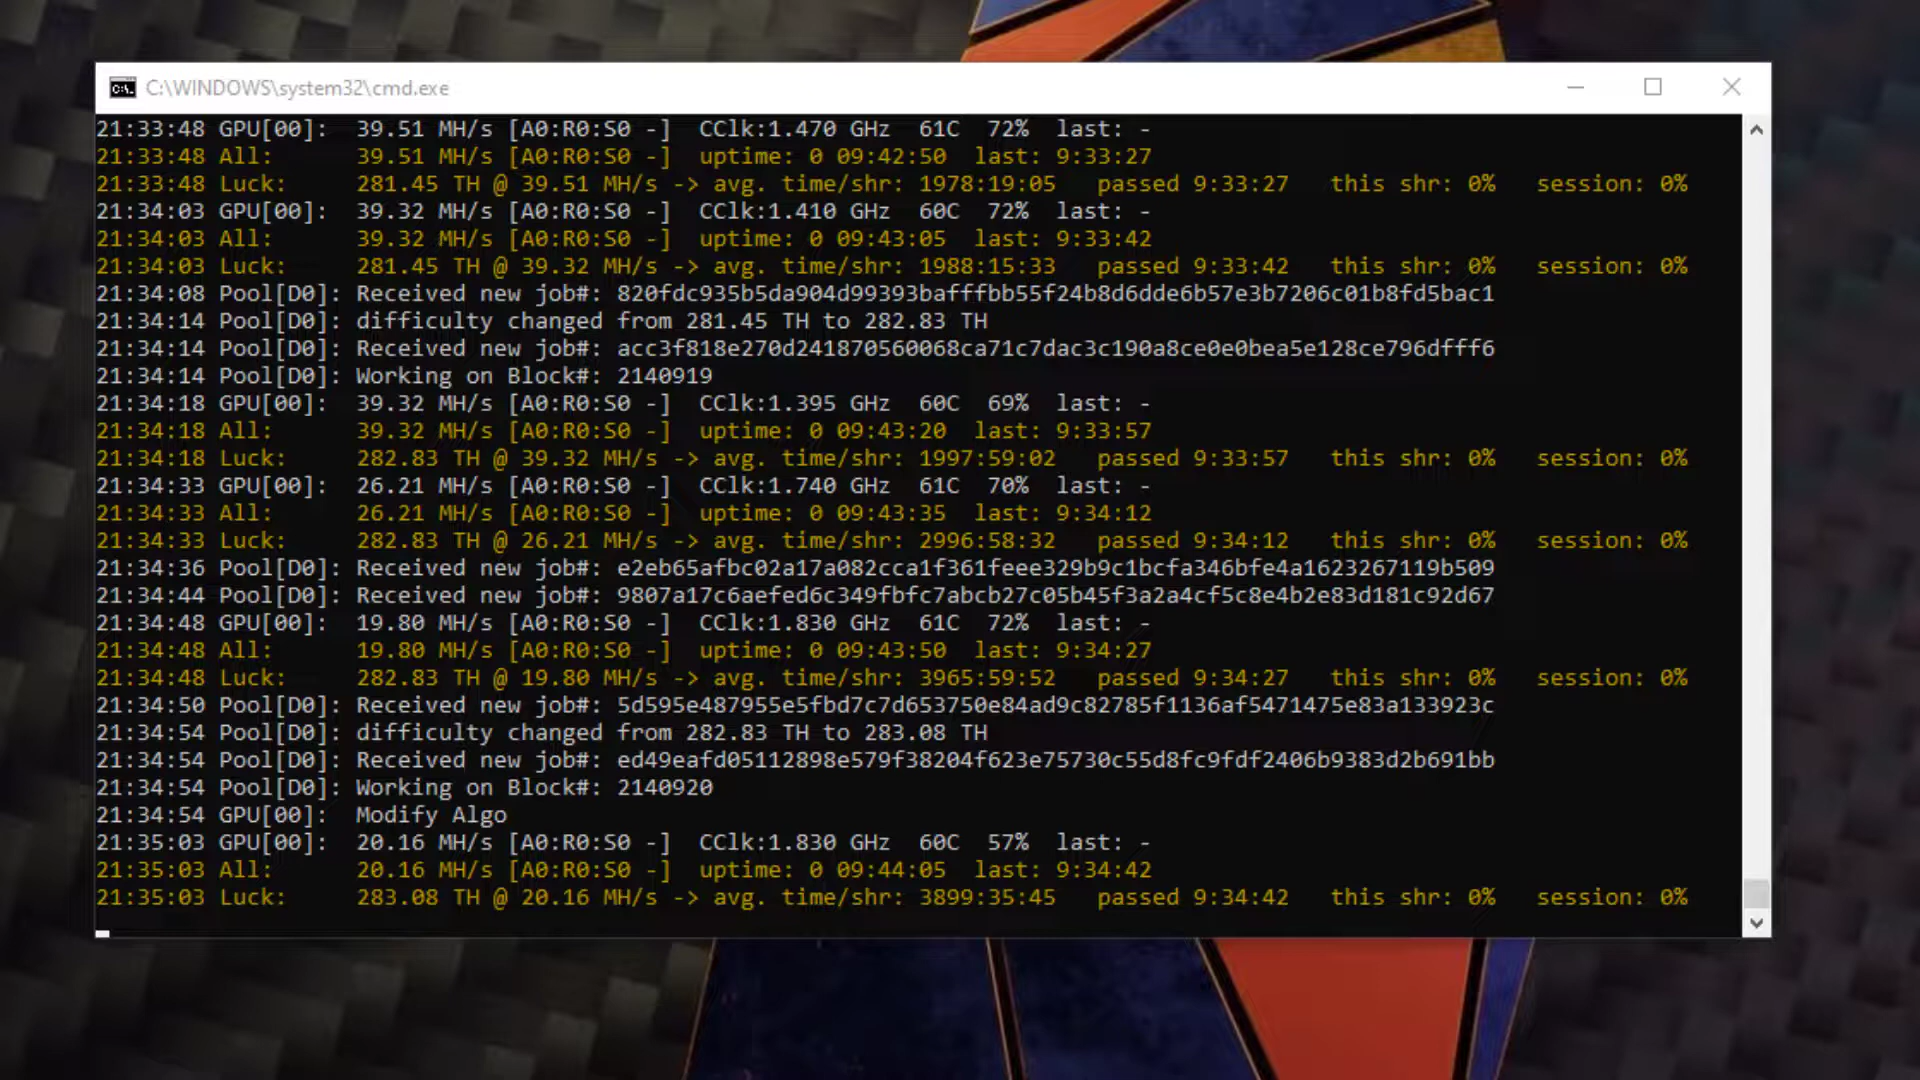 C:\WINDOWS\system32\cmd.exe
21:33:48 GPU[00]: 39.51 MH/s [A0:R0:S0 -] CClk:1.470 GHz 61C 72% last: -
21:33:48 All: 39.51 MH/s [A0:R0:S0 -] uptime: 0 09:42:50 last: 9:33:27
21:33:48 Luck: 281.45 TH @ 39.51 MH/s -> avg. time/shr: 1978:19:05 passed 9:33:27 this shr: 0% session: 0%
21:34:03 GPU[00]: 39.32 MH/s [A0:R0:S0 -] CClk:1.410 GHz 60C 72% last: -
21:34:03 All: 39.32 MH/s [A0:R0:S0 -] uptime: 0 09:43:05 last: 9:33:42
21:34:03 Luck: 281.45 TH @ 39.32 MH/s -> avg. time/shr: 1988:15:33 passed 9:33:42 this shr: 0% session: 0%
21:34:08 Pool[D0]: Received new job#: 820fdc935b5da904d99393bafffbb55f24b8d6dde6b57e3b7206c01b8fd5bac1
21:34:14 Pool[D0]: difficulty changed from 281.45 TH to 282.83 TH
21:34:14 Pool[D0]: Received new job#: acc3f818e270d241870560068ca71c7dac3c190a8ce0e0bea5e128ce796dfff6
21:34:14 Pool[D0]: Working on Block#: 2140919
21:34:18 GPU[00]: 39.32 MH/s [A0:R0:S0 -] CClk:1.395 GHz 60C 69% last: -
21:34:18 All: 39.32 MH/s [A0:R0:S0 -] uptime: 0 09:43:20 last: 9:33:57
21:34:18 Luck: 282.83 TH @ 39.32 MH/s -> avg. time/shr: 1997:59:02 passed 9:33:57 this shr: 0% session: 0%
21:34:33 GPU[00]: 26.21 MH/s [A0:R0:S0 -] CClk:1.740 GHz 61C 70% last: -
21:34:33 All: 26.21 MH/s [A0:R0:S0 -] uptime: 0 09:43:35 last: 9:34:12
21:34:33 Luck: 282.83 TH @ 26.21 MH/s -> avg. time/shr: 2996:58:32 passed 9:34:12 this shr: 0% session: 0%
21:34:36 Pool[D0]: Received new job#: e2eb65afbc02a17a082cca1f361feee329b9c1bcfa346bfe4a1623267119b509
21:34:44 Pool[D0]: Received new job#: 9807a17c6aefed6c349fbfc7abcb27c05b45f3a2a4cf5c8e4b2e83d181c92d67
21:34:48 GPU[00]: 19.80 MH/s [A0:R0:S0 -] CClk:1.830 GHz 61C 72% last: -
21:34:48 All: 19.80 MH/s [A0:R0:S0 -] uptime: 0 09:43:50 last: 9:34:27
21:34:48 Luck: 282.83 TH @ 19.80 MH/s -> avg. time/shr: 3965:59:52 passed 9:34:27 this shr: 0% session: 0%
21:34:50 Pool[D0]: Received new job#: 5d595e487955e5fbd7c7d653750e84ad9c82785f1136af5471475e83a133923c
21:34:54 Pool[D0]: difficulty changed from 282.83 TH to 283.08 TH
21:34:54 Pool[D0]: Received new job#: ed49eafd05112898e579f38204f623e75730c55d8fc9fdf2406b9383d2b691bb
21:34:54 Pool[D0]: Working on Block#: 2140920
21:34:54 GPU[00]: Modify Algo
21:35:03 GPU[00]: 20.16 MH/s [A0:R0:S0 -] CClk:1.830 GHz 60C 57% last: -
21:35:03 All: 20.16 MH/s [A0:R0:S0 -] uptime: 0 09:44:05 last: 9:34:42
21:35:03 Luck: 283.08 TH @ 20.16 MH/s -> avg. time/shr: 3899:35:45 passed 9:34:42 this shr: 0% session: 0%